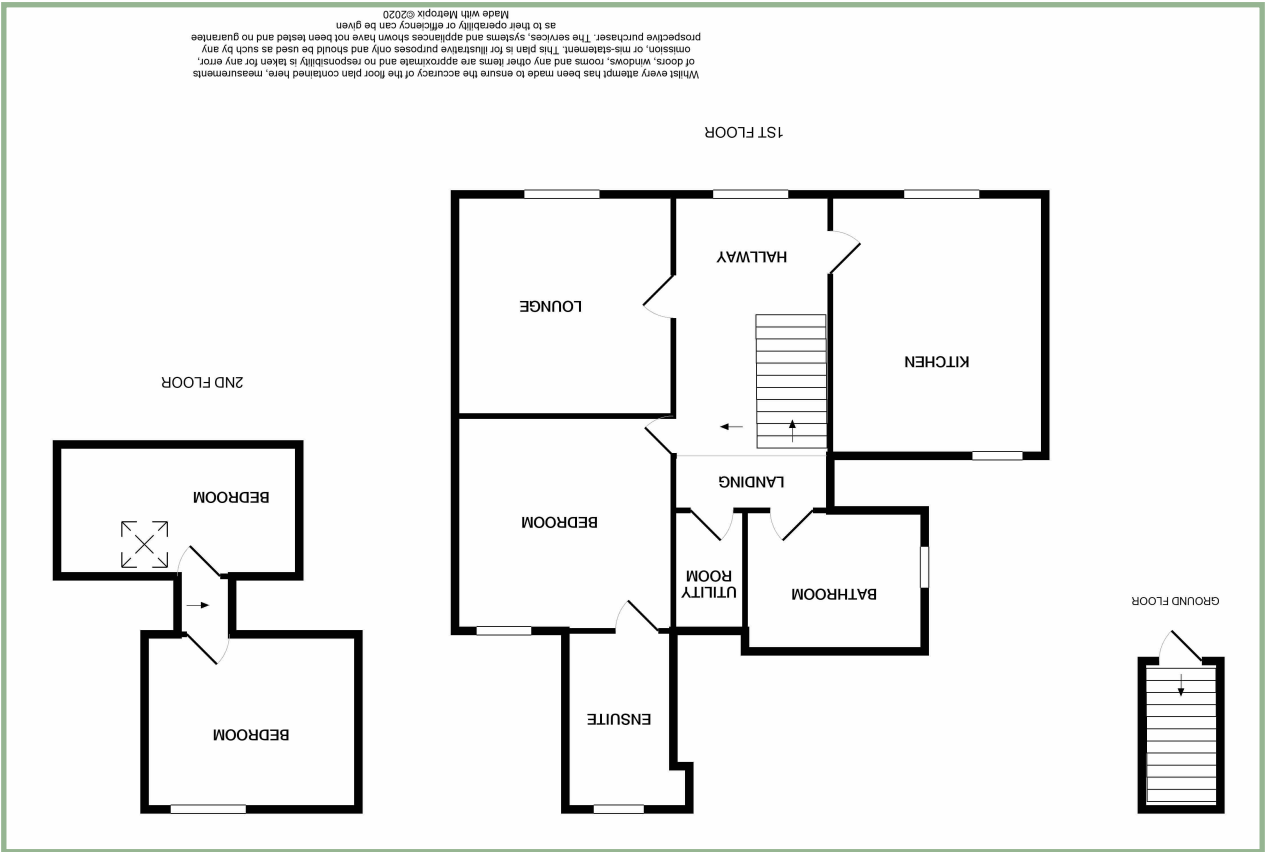 GROUND FLOOR
ENSUITE
BATHROOM
UTILITY
ROOM
BEDROOM
LANDING
KITCHEN
LOUNGE
HALLWAY
1ST FLOOR
BEDROOM
BEDROOM
2ND FLOOR
Whilst every attempt has been made to ensure the accuracy of the floor plan contained here, measurements
of doors, windows, rooms and any other items are approximate and no responsibility is taken for any error,
omission, or mis-statement. This plan is for illustrative purposes only and should be used as such by any
prospective purchaser. The services, systems and appliances shown have not been tested and no guarantee
as to their operability or efficiency can be given
Made with Metropix ©2020